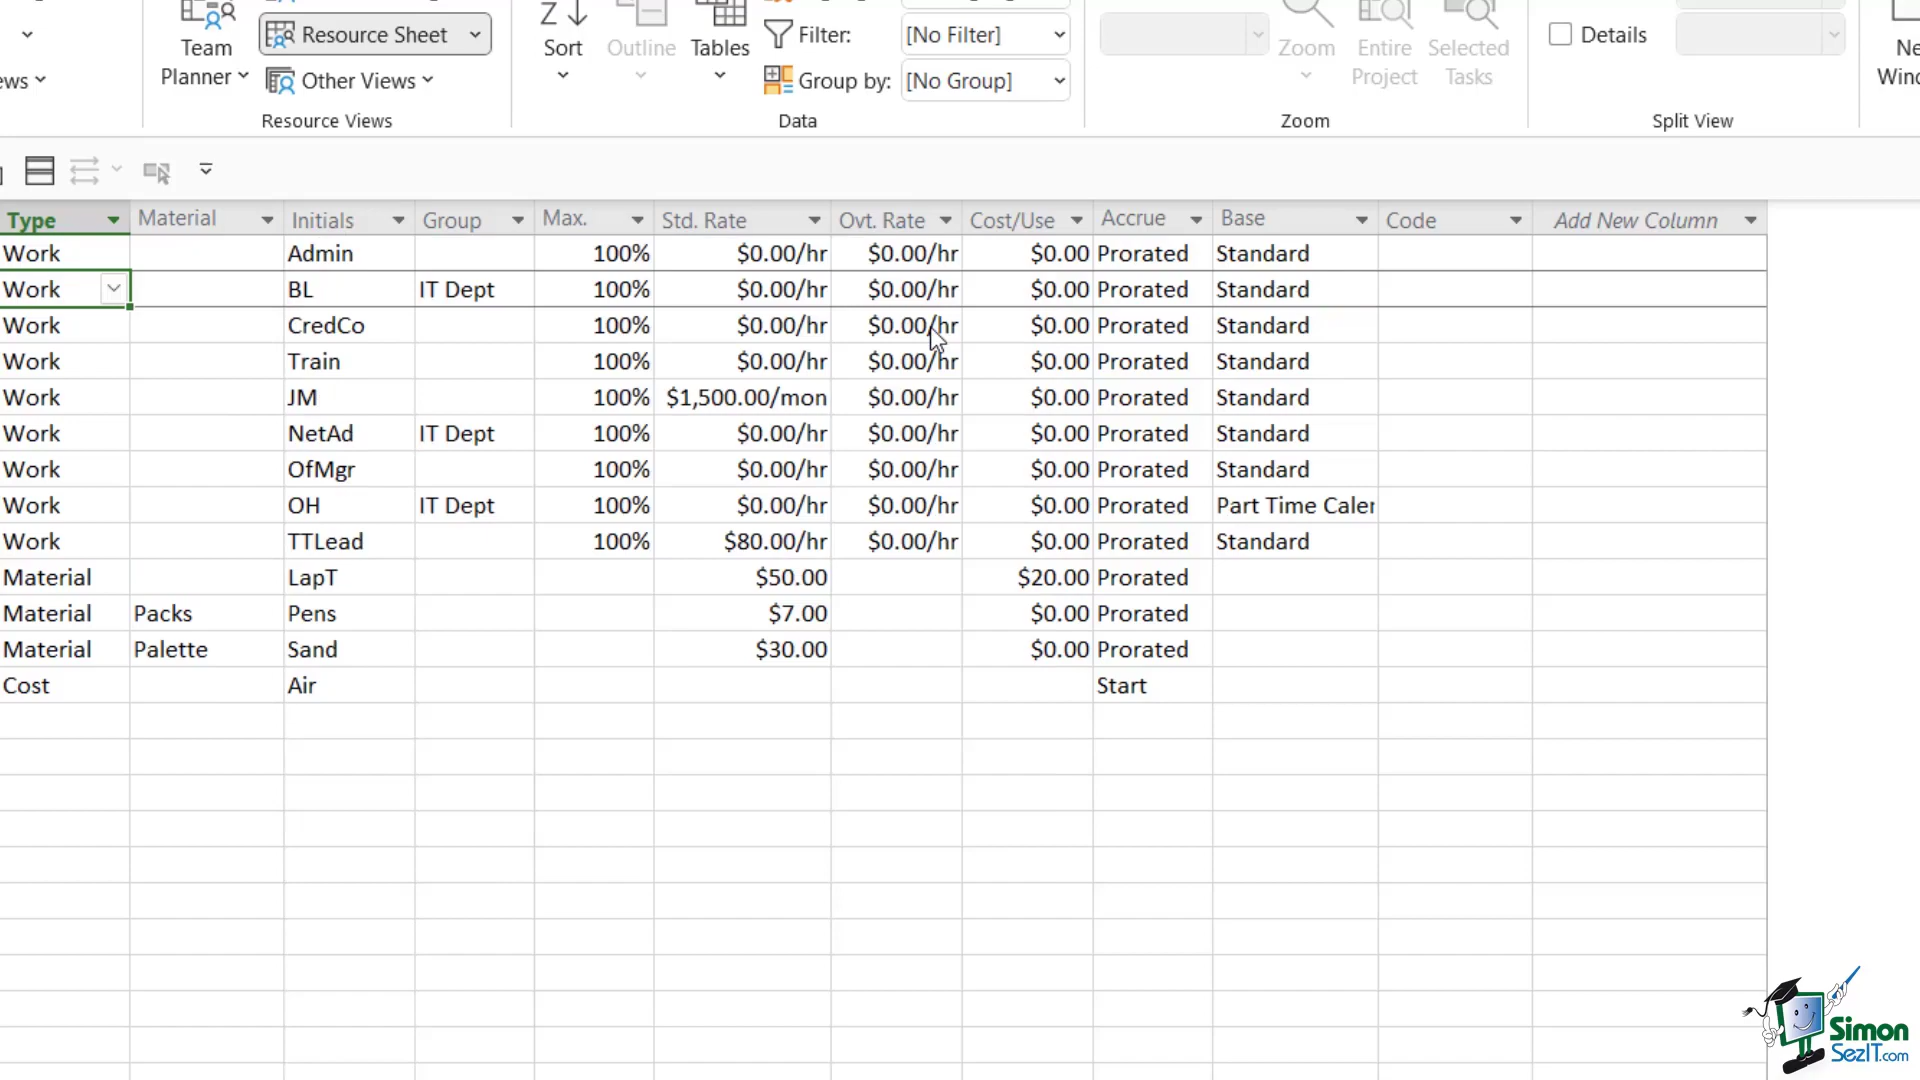 Team
Planner
Resource Sheet
Other Views
Resource Views
Sort
Outline
Tables
Filter:
[No Filter]
Group by:
[No Group]
Data
Zoom
Entire
Project
Selected
Tasks
Zoom
Details
Split View
Type Material Initials Group Max. Std. Rate Ovt. Rate Cost/Use Accrue Base Code Add New Column
Work Admin 100% $0.00/hr $0.00/hr $0.00 Prorated Standard
Work BL IT Dept 100% $0.00/hr $0.00/hr $0.00 Prorated Standard
Work CredCo 100% $0.00/hr $0.00/hr $0.00 Prorated Standard
Work Train 100% $0.00/hr $0.00/hr $0.00 Prorated Standard
Work JM 100% $1,500.00/mon $0.00/hr $0.00 Prorated Standard
Work NetAd IT Dept 100% $0.00/hr $0.00/hr $0.00 Prorated Standard
Work OfMgr 100% $0.00/hr $0.00/hr $0.00 Prorated Standard
Work OH IT Dept 100% $0.00/hr $0.00/hr $0.00 Prorated Part Time Caler
Work TTLead 100% $80.00/hr $0.00/hr $0.00 Prorated Standard
Material LapT $50.00 $20.00 Prorated
Material Packs Pens $7.00 $0.00 Prorated
Material Palette Sand $30.00 $0.00 Prorated
Cost Air Start
Simon
SezIT.com